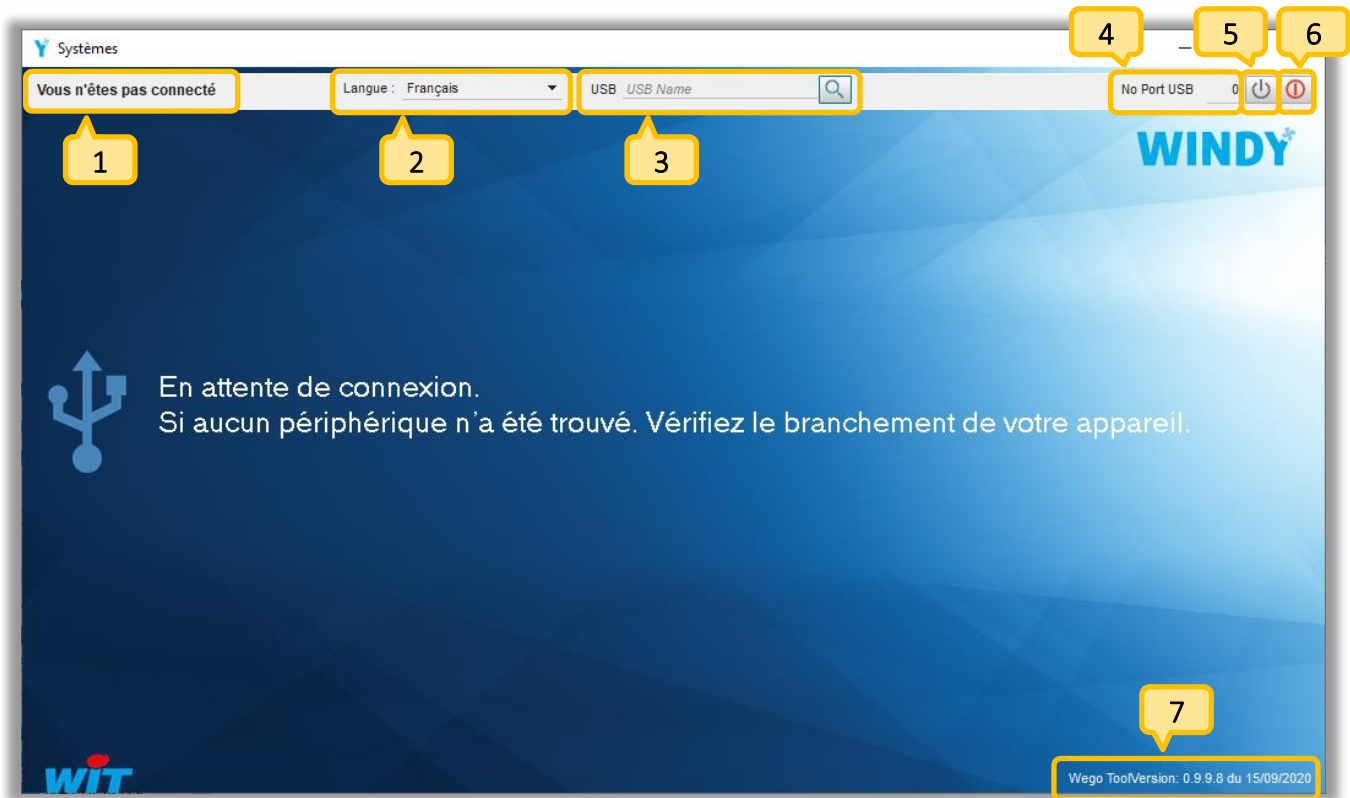 4 5 6
Systèmes
Vous n'êtes pas connecté Langue : Français USB USB Name No Port USB 0
1 2 3
WINDY
En attente de connexion.
Si aucun périphérique n'a été trouvé. Vérifiez le branchement de votre appareil.
7
wit
Wego ToolVersion: 0.9.9.8 du 15/09/2020